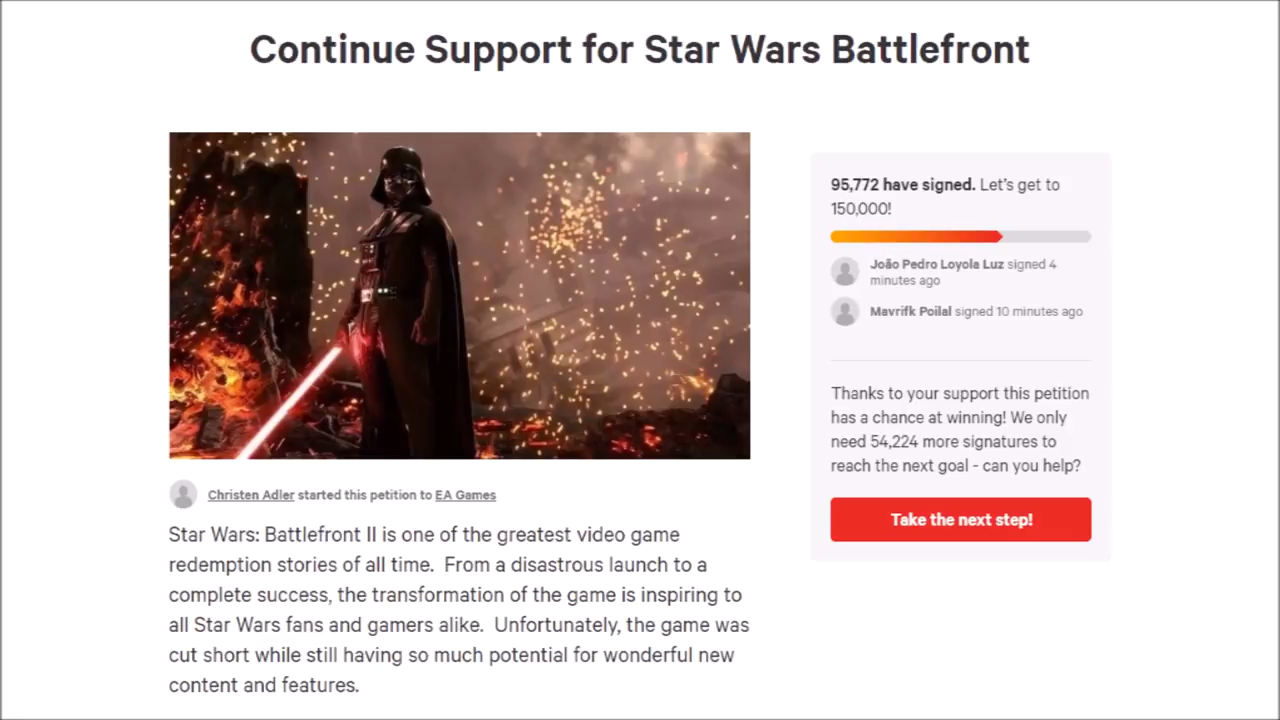 Continue Support for Star Wars Battlefront
95,772 have signed. Let's get to
150,000!
João Pedro Loyola Luz signed 4
minutes ago
Mavrifk Poilal signed 10 minutes ago
Thanks to your support this petition
has a chance at winning! We only
need 54,224 more signatures to
reach the next goal - can you help?
Take the next step!
Christen Adler started this petition to EA Games
Star Wars: Battlefront II is one of the greatest video game
redemption stories of all time.  From a disastrous launch to a
complete success, the transformation of the game is inspiring to
all Star Wars fans and gamers alike.  Unfortunately, the game was
cut short while still having so much potential for wonderful new
content and features.